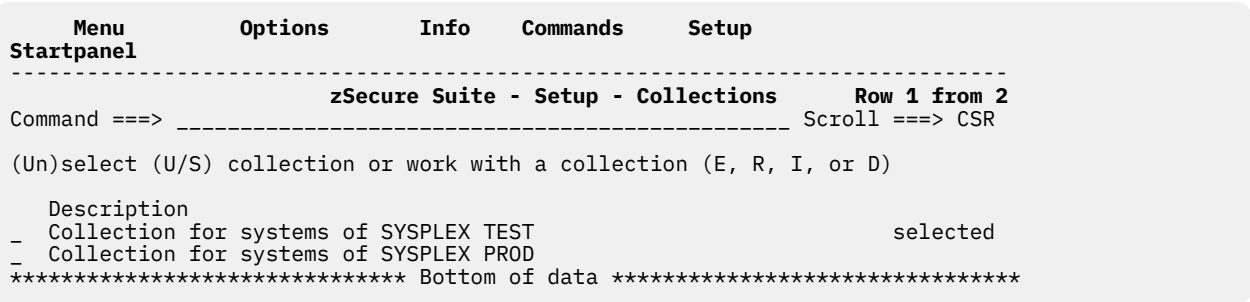 Menu Options Info Commands Setup
Startpanel
------------------------------------------------------------------------------
zSecure Suite - Setup - Collections Row 1 from 2
Command ===> ________________________________________________ Scroll ===> CSR
(Un)select (U/S) collection or work with a collection (E, R, I, or D)
Description
_ Collection for systems of SYSPLEX TEST selected
_ Collection for systems of SYSPLEX PROD
******************************* Bottom of data ********************************